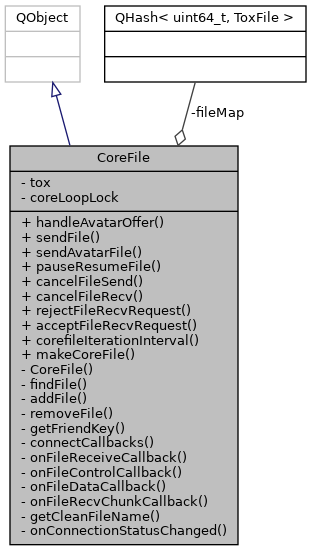 QObject
QHash< uint64_t, ToxFile >
-fileMap
CoreFile
- tox
- coreLoopLock
+ handleAvatarOffer()
+ sendFile()
+ sendAvatarFile()
+ pauseResumeFile()
+ cancelFileSend()
+ cancelFileRecv()
+ rejectFileRecvRequest()
+ acceptFileRecvRequest()
+ corefileIterationInterval()
+ makeCoreFile()
- CoreFile()
- findFile()
- addFile()
- removeFile()
- getFriendKey()
- connectCallbacks()
- onFileReceiveCallback()
- onFileControlCallback()
- onFileDataCallback()
- onFileRecvChunkCallback()
- getCleanFileName()
- onConnectionStatusChanged()